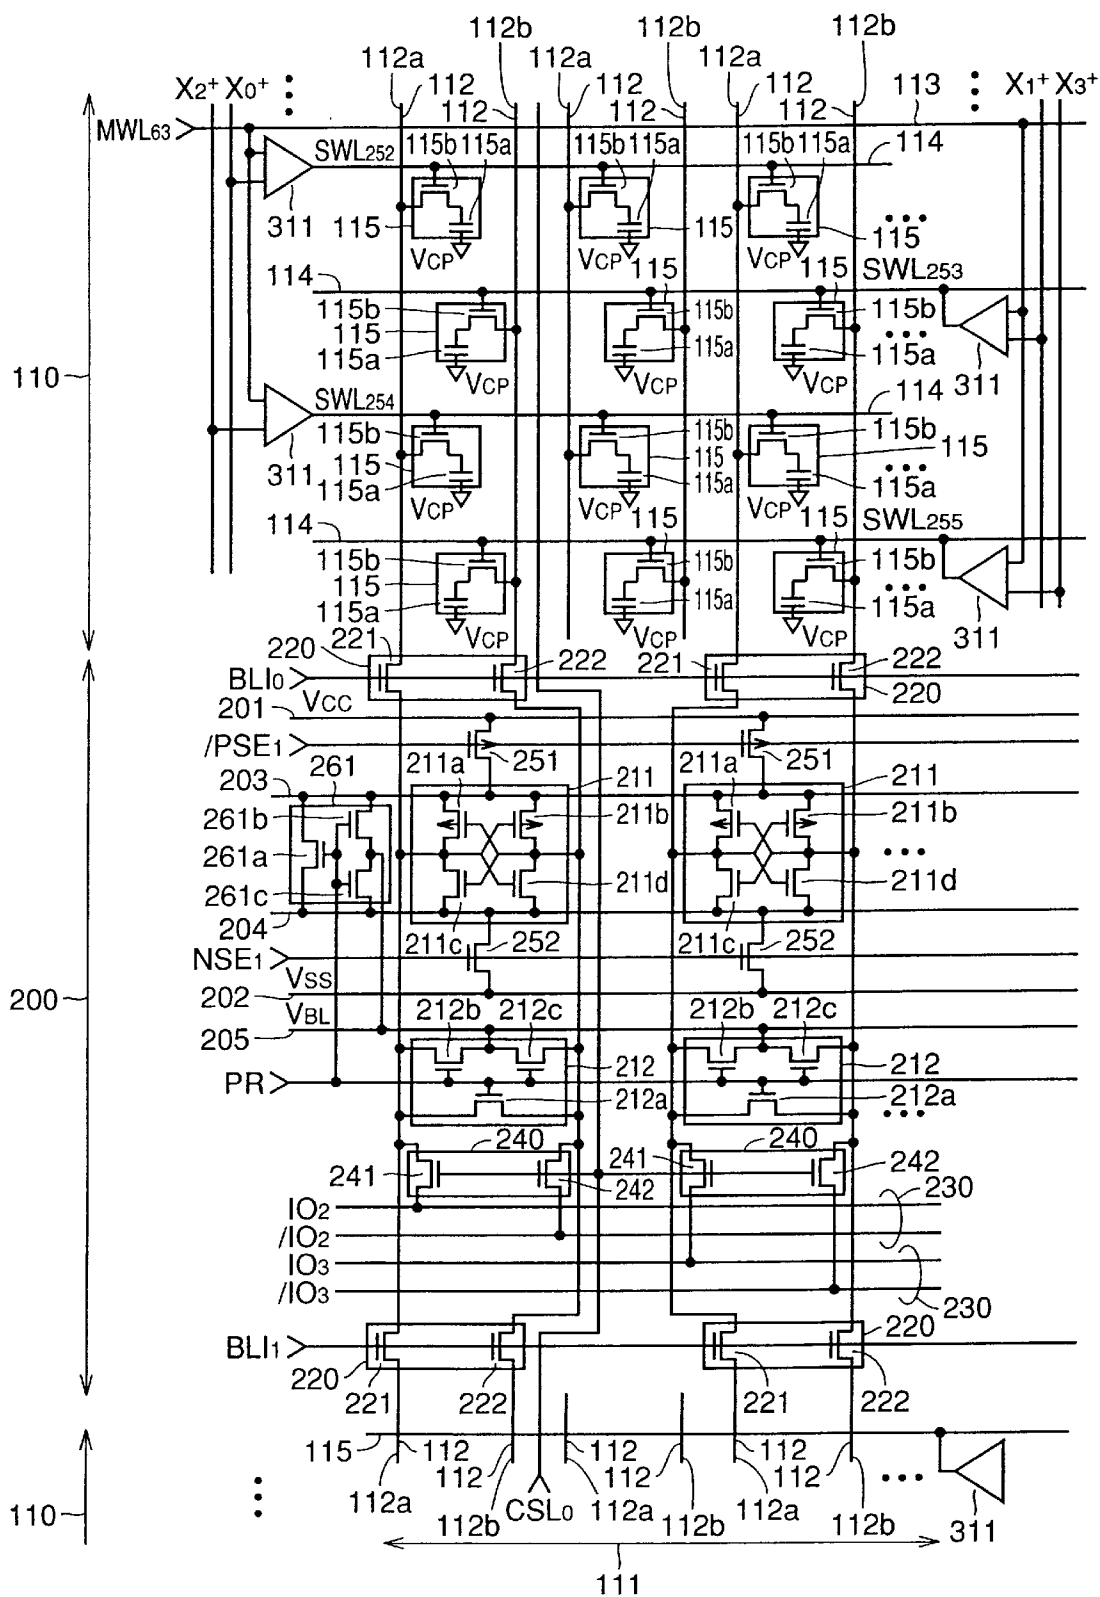 112b 112b 112b
112a 112a 112a
X2+ X0+ 112 112 112 113 X1+ X3+
112 112 112
MWL63
SWL252 115b 115a 115b 115a 115b 115a 114
311 115 115 115
VCP VCP VCP
114 115 115 SWL253
115b 115b 115b
115
115a 115a 115a
VCP VCP VCP 311
110
SWL254 114
115b 115b 115b
311 115 115 115
115a 115a 115a
VCP VCP VCP
114 115 115 SWL255
115b 115b 115b
115
115a 115a 115a
VCP VCP VCP 311
221
220 222 221 222
BLI0 220
VCC
201
/PSE1 251 251
261 211a 211 211a 211
203
261b 211b 211b
261a
261c 211d 211d
204 211c 252 211c 252
NSE1
VSS
200 202
VBL 212b 212c 212b 212c
205
212 212
PR
212a 212a
240 240
241 242 241 242
230
IO2
/IO2
IO3
/IO3
230
BLI1 220
220
221 222 221 222
115 112 112 112
112 112 112
112a CSL0 112a 112a
110 112b 112b 112b 311
111